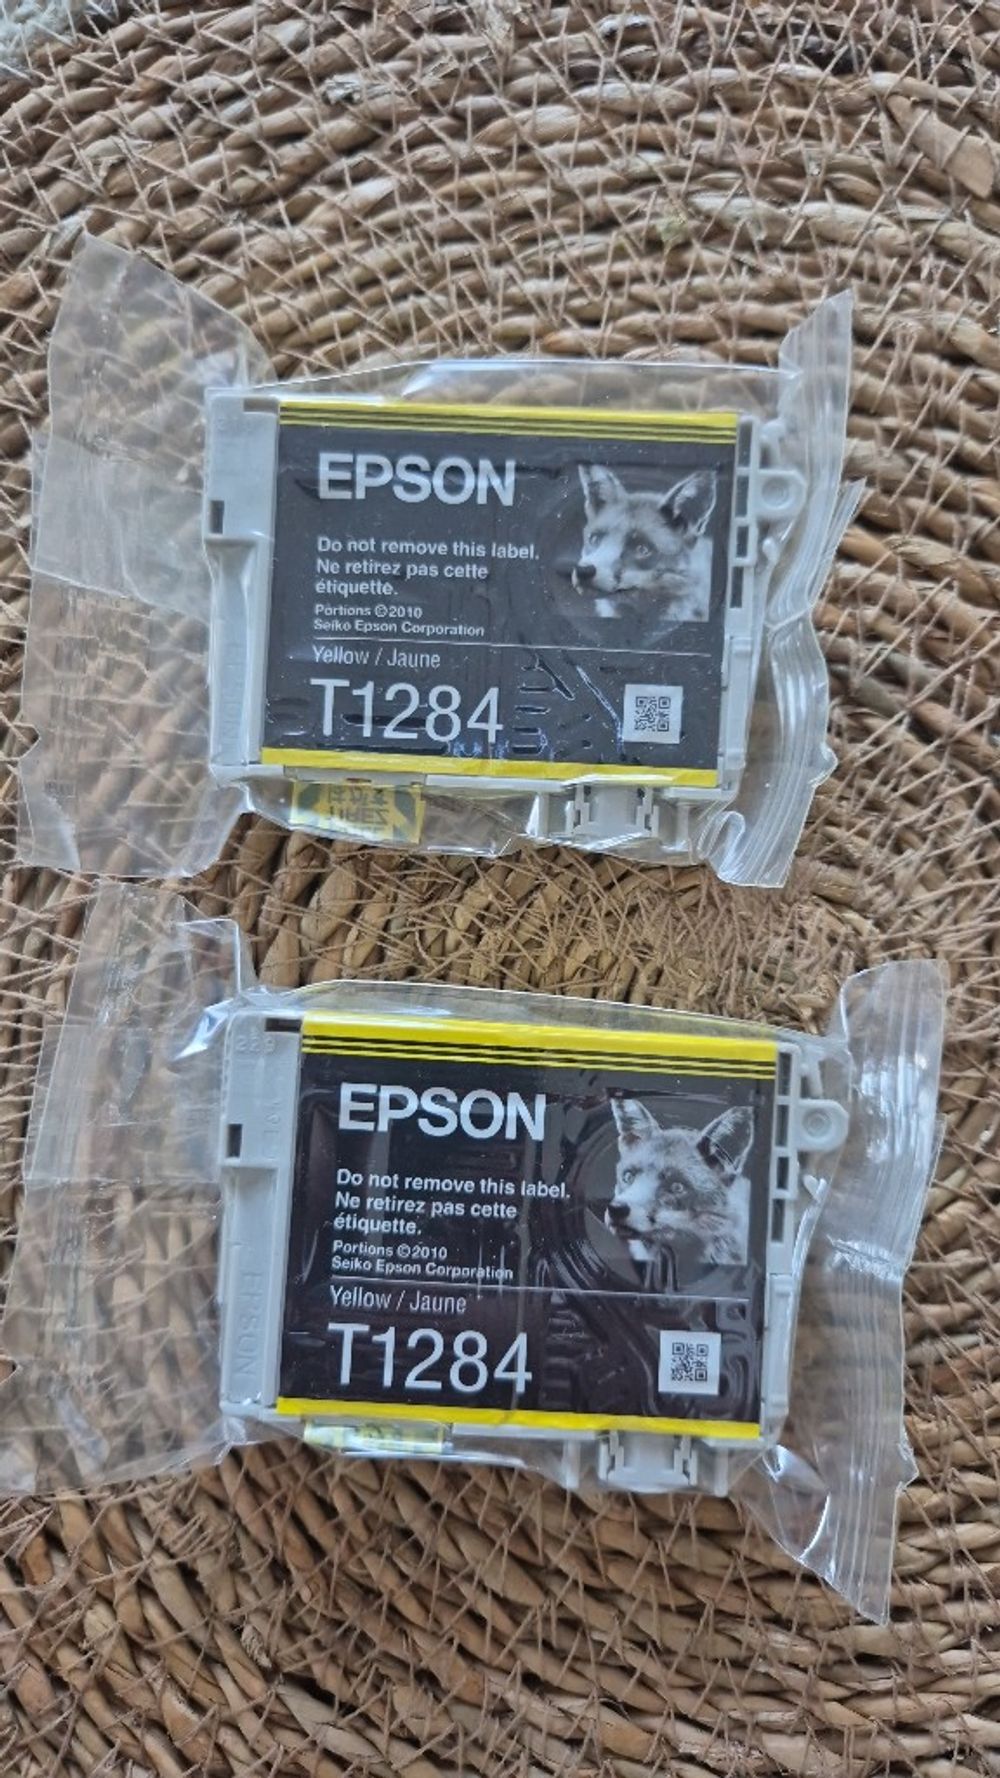 EPSON
Do not remove this label.
Ne retirez pas cette
étiquette.
Portions ©2010
Seiko Epson Corporation
Yellow / Jaune
T1284
EPSON
Do not remove this label.
Ne retirez pas cette
étiquette.
Portions ©2010
Seiko Epson Corporation
Yellow / Jaune
T1284
EPSON